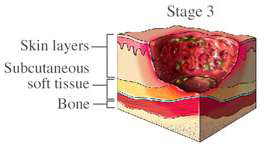 Stage 3
Skin layers
Subcutaneous
soft tissue
Bone